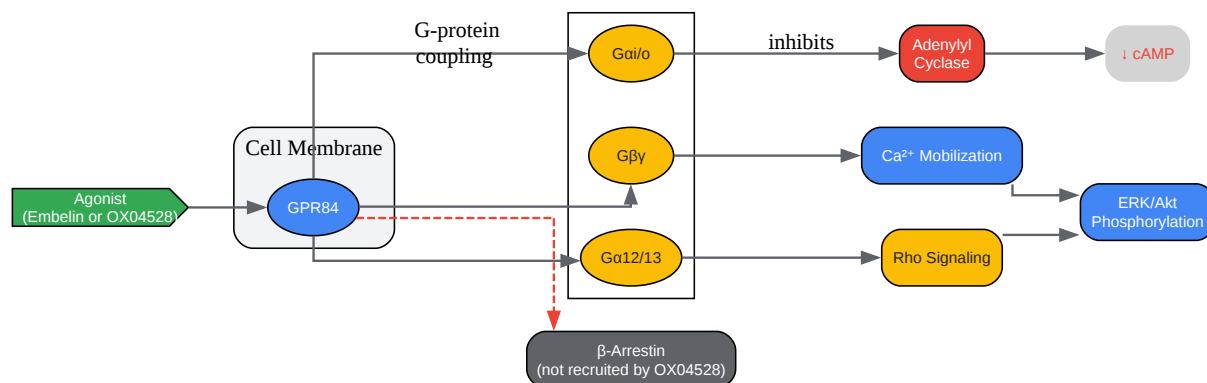 G-protein
coupling
Gαi/o
inhibits
Adenylyl
Cyclase
↓ cAMP
Cell Membrane
Gβγ
Ca²⁺ Mobilization
Agonist
(Embelin or OX04528)
GPR84
ERK/Akt
Phosphorylation
Gα12/13
Rho Signaling
β-Arrestin
(not recruited by OX04528)